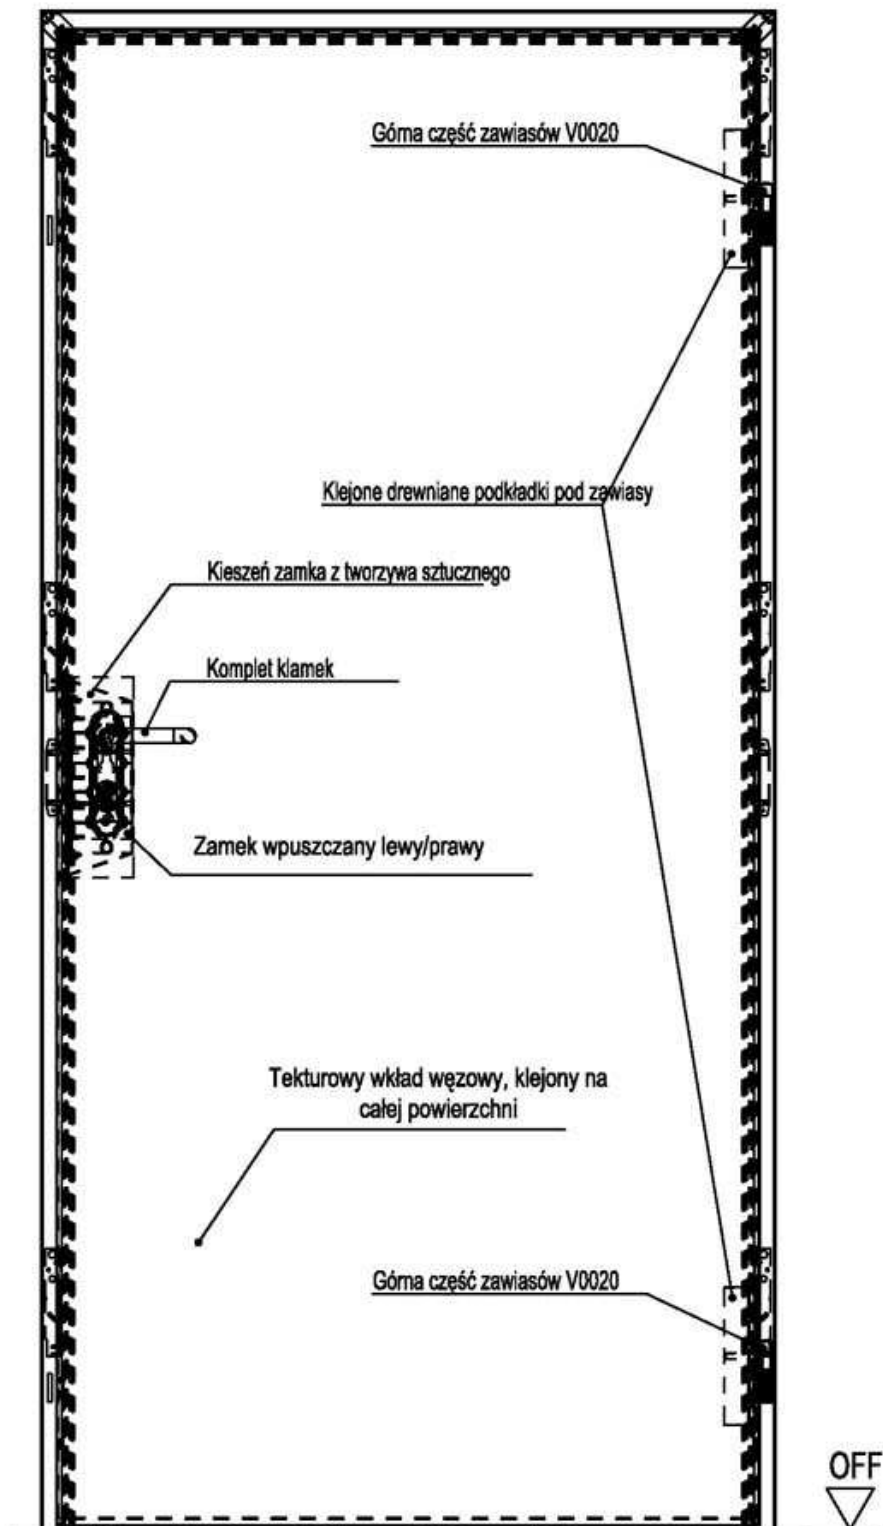 Górna część zawiasów V0020
Klejone drewniane podkładki pod zawiasy
Kieszeń zamka z tworzywa sztucznego
Komplet klamek
Zamek wpuszczany lewy/prawy
Tekturowy wkład węzowy, klejony na
całej powierzchni
Górna część zawiasów V0020
OFF